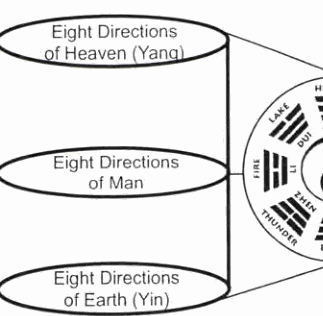 Eight Directions
of Heaven (Yang)
Eight Directions
of Man
Eight Directions
of Earth (Yin)
LAKE
DUI
FIRE
LI
ZHEN
THUNDER